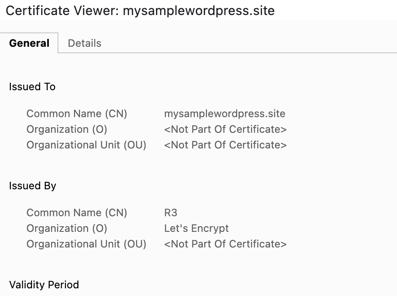 Certificate Viewer: mysamplewordpress.site
General Details
Issued To
Common Name (CN) mysamplewordpress.site
Organization (O) <Not Part Of Certificate>
Organizational Unit (OU) <Not Part Of Certificate>
Issued By
Common Name (CN) R3
Organization (O) Let's Encrypt
Organizational Unit (OU) <Not Part Of Certificate>
Validity Period